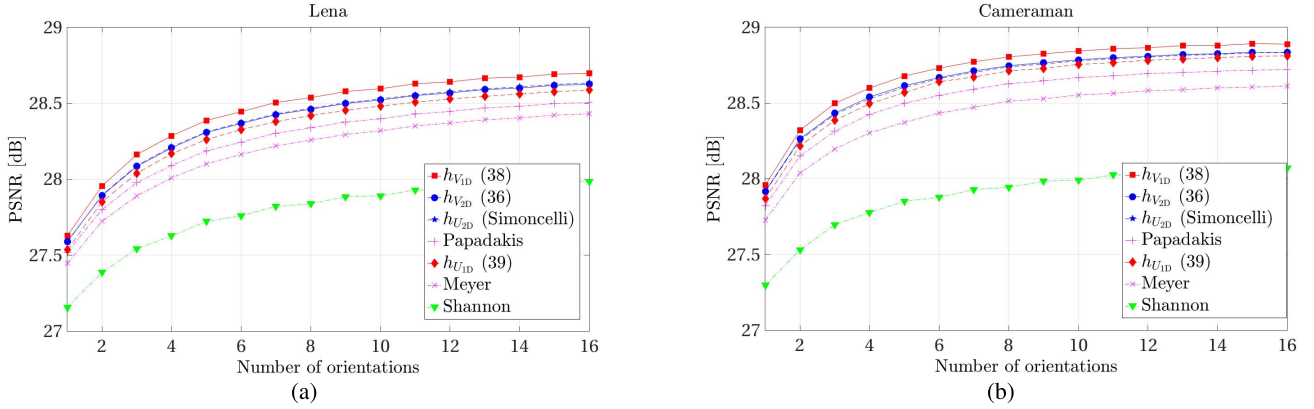 Lena
PSNR [dB]
29
28.5
28
27.5
27
h_{V_{1D}} (38)
h_{V_{2D}} (36)
h_{U_{2D}} (Simoncelli)
Papadakis
h_{U_{1D}} (39)
Meyer
Shannon
2 4 6 8 10 12 14 16
Number of orientations
(a)
Cameraman
PSNR [dB]
29
28.5
28
27.5
27
h_{V_{1D}} (38)
h_{V_{2D}} (36)
h_{U_{2D}} (Simoncelli)
Papadakis
h_{U_{1D}} (39)
Meyer
Shannon
2 4 6 8 10 12 14 16
Number of orientations
(b)